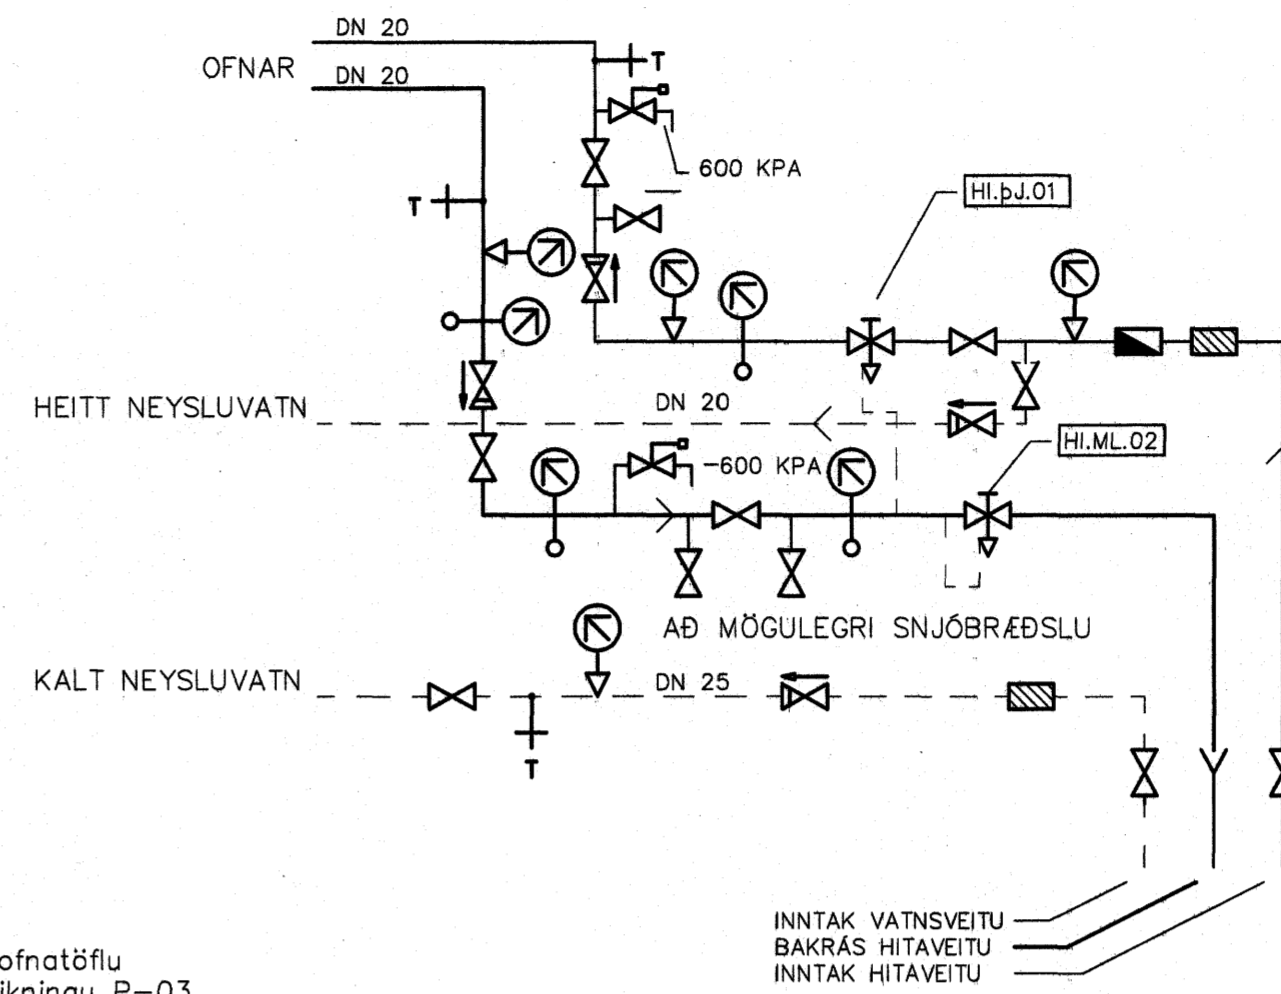 DN 20
OFNAR
DN 20
T
600 KPA
HI.ÞJ.01
T
HEITT NEYSLUVATN
DN 20
HI.ML.02
-600 KPA
AÐ MÖGULEGRI SNJÓBRÆÐSLU
KALT NEYSLUVATN
DN 25
T
INNTAK VATNSVEITU
BAKRÁS HITAVEITU
INNTAK HITAVEITU
ofnatöflu
P-03